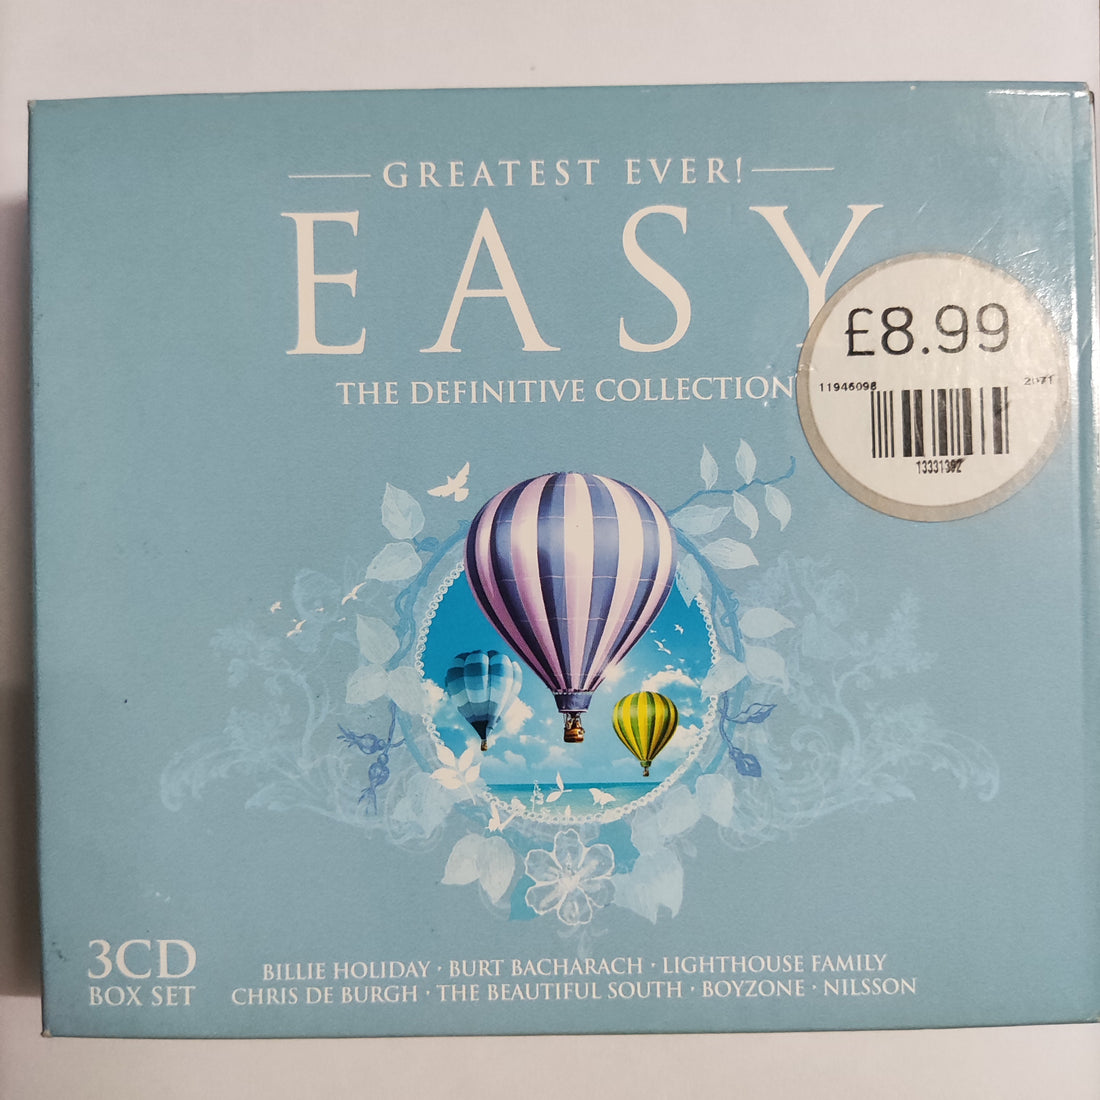 GREATEST EVER!
EASY
£8.99
11946098 2071
13331392
THE DEFINITIVE COLLECTION
3CD
BOX SET
BILLIE HOLIDAY · BURT BACHARACH · LIGHTHOUSE FAMILY
CHRIS DE BURGH · THE BEAUTIFUL SOUTH · BOYZONE · NILSSON